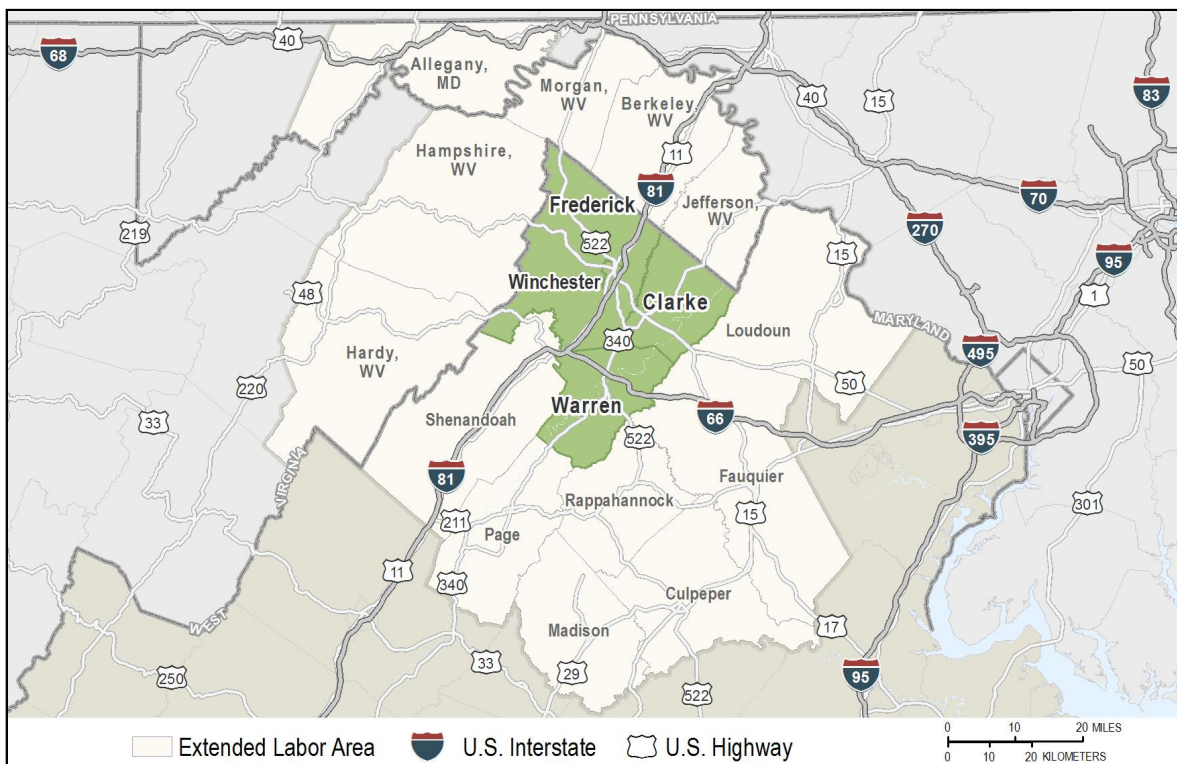 PENNSYLVANIA
68
40
Allegany,
MD
Morgan,
WV
Berkeley,
WV
40
15
83
Hampshire,
WV
11
81
Jefferson,
WV
70
Frederick
219
522
270
15
95
Winchester
48
Clarke
1
Loudoun
MARYLAND
340
495
Hardy,
WV
50
50
220
Warren
33
Shenandoah
66
522
395
81
Fauquier
VIRGINIA
Rappahannock
211
15
301
Page
11
340
Culpeper
WEST
Madison
17
33
250
29
95
522
0 10 20 MILES
0 10 20 KILOMETERS
Extended Labor Area
U.S. Interstate
U.S. Highway